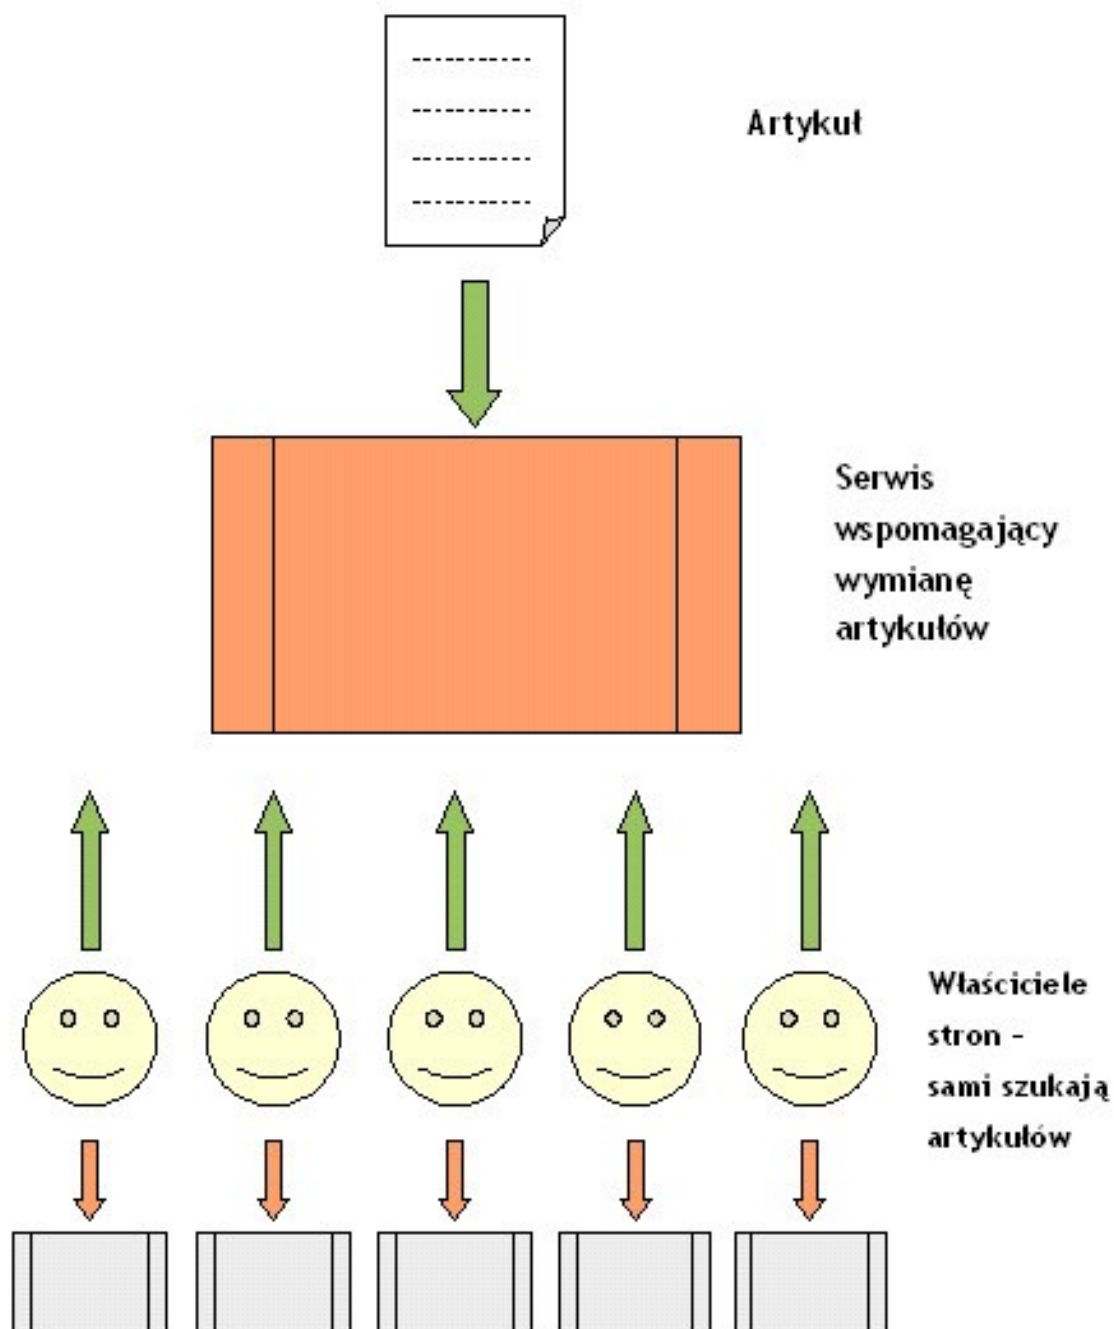 Artykuł
Serwis
wspomagający
wymianę
artykułów
Właściciele
stron -
sami szukają
artykułów